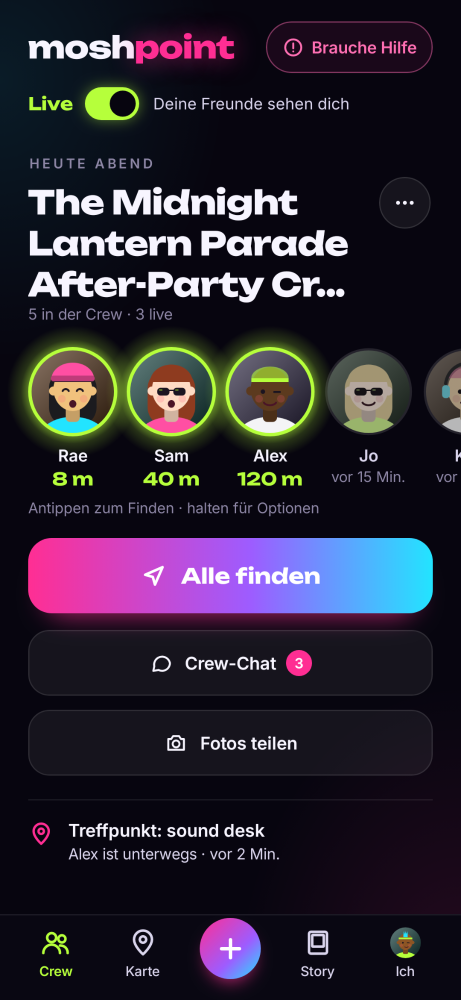 moshpoint
Brauche Hilfe
Live
Deine Freunde sehen dich
HEUTE ABEND
The Midnight
Lantern Parade
After-Party Cr...
5 in der Crew · 3 live
Rae
8 m
Sam
40 m
Alex
120 m
Jo
vor 15 Min.
Antippen zum Finden · halten für Optionen
Alle finden
Crew-Chat 3
Fotos teilen
Treffpunkt: sound desk
Alex ist unterwegs · vor 2 Min.
Crew
Karte
Story
Ich